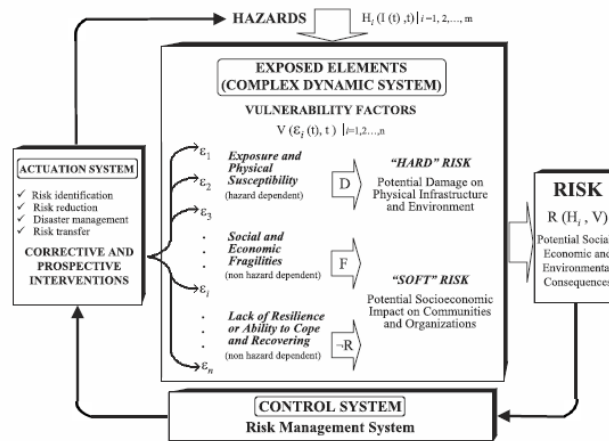 HAZARDS H_i (I (t) ,t)|i=1, 2,..., m
EXPOSED ELEMENTS
(COMPLEX DYNAMIC SYSTEM)
VULNERABILITY FACTORS
V (ε_i (t), t ) |i=1,2...,n
ACTUATION SYSTEM
✓ Risk identification
✓ Risk reduction
✓ Disaster management
✓ Risk transfer
CORRECTIVE AND
PROSPECTIVE
INTERVENTIONS
ε_1
ε_2
ε_3
.
.
.
ε_i
.
.
.
ε_n
Exposure and
Physical
Susceptibility
(hazard dependent)
D
"HARD" RISK
Potential Damage on
Physical Infrastructure
and Environment
Social and
Economic
Fragilities
(non hazard dependent)
F
"SOFT" RISK
Potential Socioeconomic
Impact on Communities
and Organizations
Lack of Resilience
or Ability to Cope
and Recovering
(non hazard dependent)
¬R
RISK
R (H_i , V)
Potential Social
Economic and
Environmental
Consequences
CONTROL SYSTEM
Risk Management System